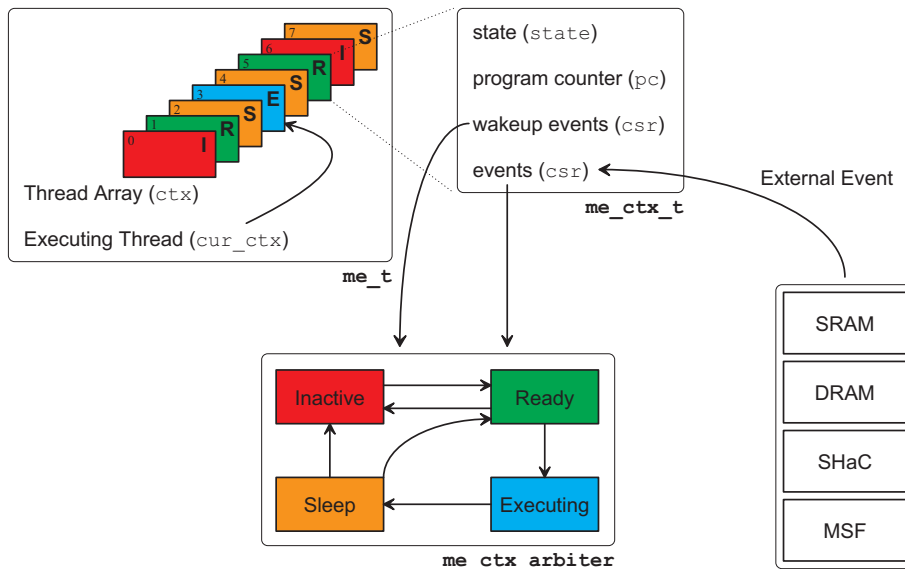 7 S
6 I
5 R
4 S
3 E
2 S
1 R
0 I
Thread Array (ctx)
Executing Thread (cur_ctx)
me_t
state (state)
program counter (pc)
wakeup events (csr)
events (csr)
me_ctx_t
External Event
SRAM
DRAM
SHaC
MSF
Inactive
Ready
Sleep
Executing
me ctx arbiter